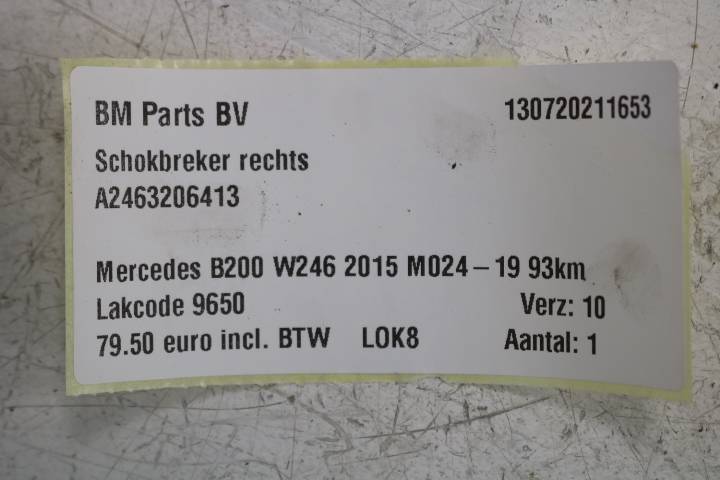 BM Parts BV 130720211653
Schokbreker rechts
A2463206413
Mercedes B200 W246 2015 M024 – 19 93km
Lakcode 9650 Verz: 10
79.50 euro incl. BTW LOK8 Aantal: 1